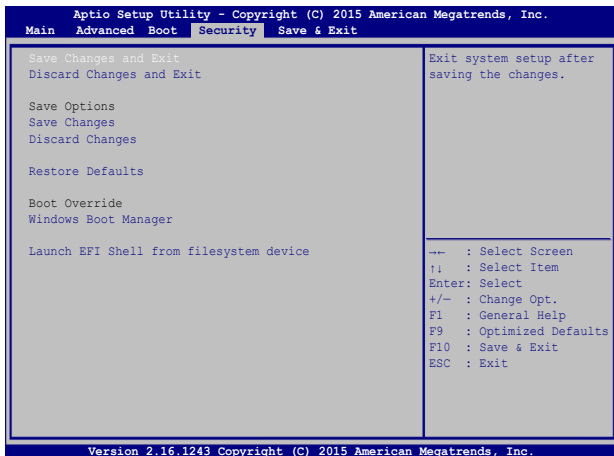 Aptio Setup Utility - Copyright (C) 2015 American Megatrends, Inc.
Main Advanced Boot Security Save & Exit
Save Changes and Exit
Discard Changes and Exit
Save Options
Save Changes
Discard Changes
Restore Defaults
Boot Override
Windows Boot Manager
Launch EFI Shell from filesystem device
Exit system setup after
saving the changes.
→← : Select Screen
↑↓ : Select Item
Enter: Select
+/— : Change Opt.
F1 : General Help
F9 : Optimized Defaults
F10 : Save & Exit
ESC : Exit
Version 2.16.1243 Copyright (C) 2015 American Megatrends, Inc.